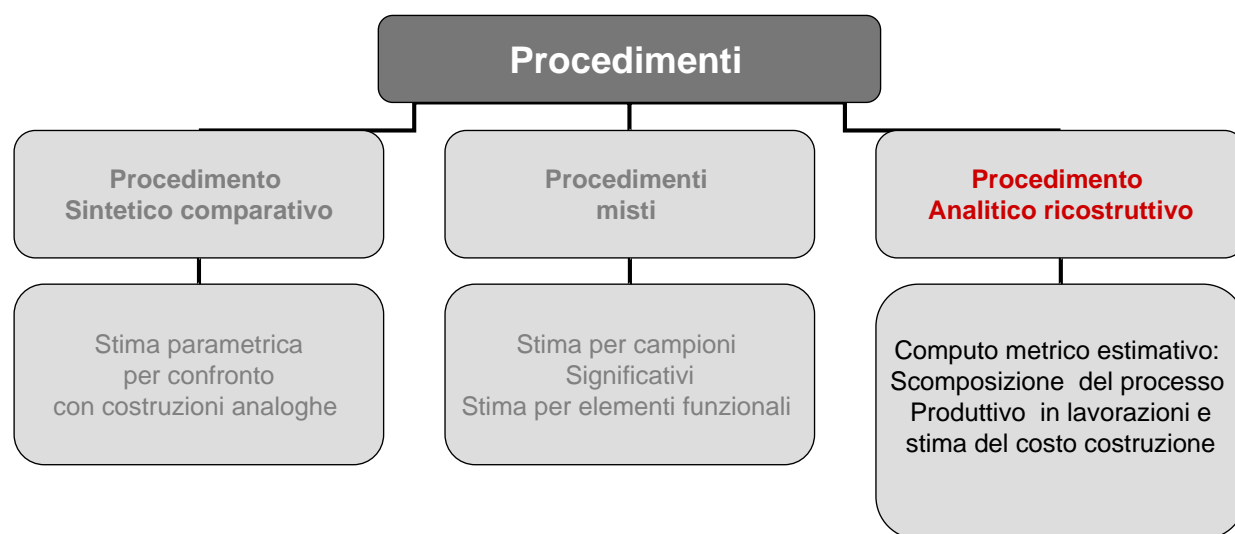 Procedimenti
Procedimento
Sintetico comparativo
Procedimenti
misti
Procedimento
Analitico ricostruttivo
Stima parametrica
per confronto
con costruzioni analoghe
Stima per campioni
Significativi
Stima per elementi funzionali
Computo metrico estimativo:
Scomposizione del processo
Produttivo in lavorazioni e
stima del costo costruzione